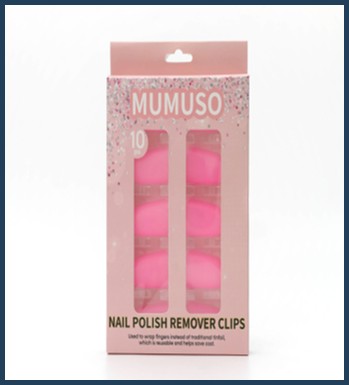 MUMUSO
10
NAIL POLISH REMOVER CLIPS
Used to wrap fingers instead of traditional tinfoil,
which is reusable and helps save cost.